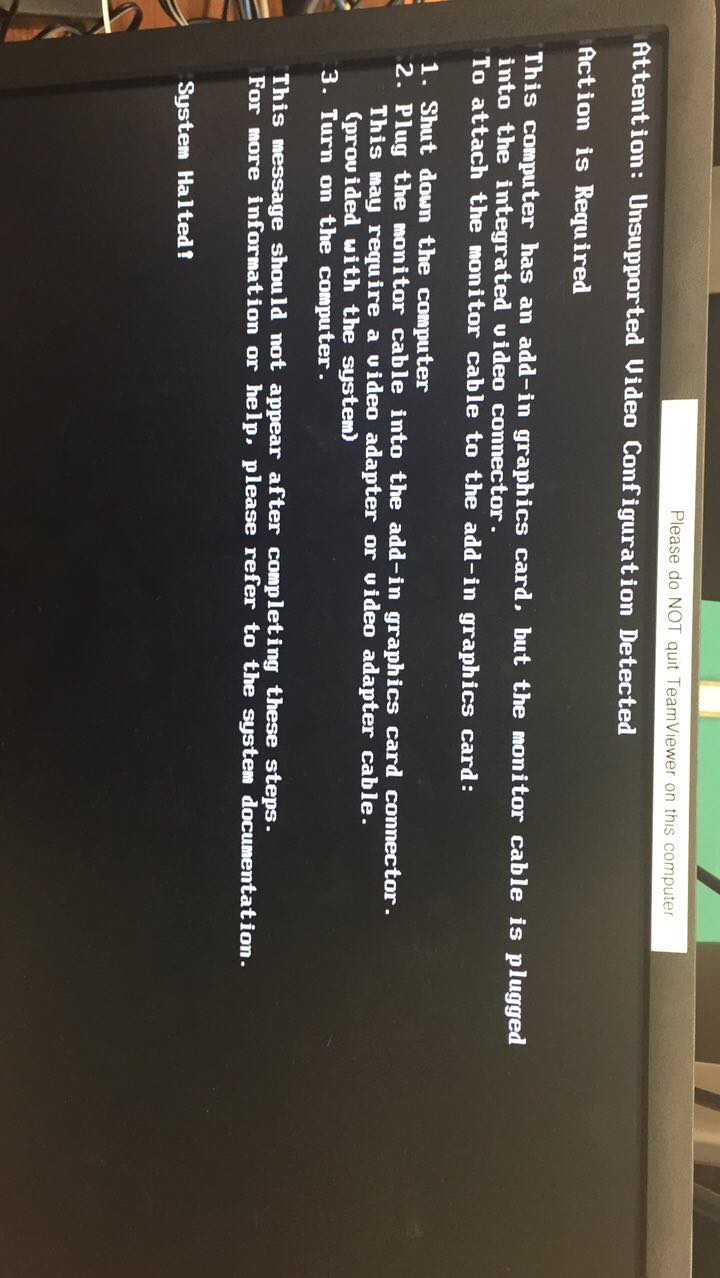 Please do NOT quit TeamViewer on this computer
Attention: Unsupported Video Configuration Detected
Action is Required
This computer has an add-in graphics card, but the monitor cable is plugged
into the integrated video connector.
To attach the monitor cable to the add-in graphics card:
1. Shut down the computer
2. Plug the monitor cable into the add-in graphics card connector.
This may require a video adapter or video adapter cable.
(provided with the system)
3. Turn on the computer.
This message should not appear after completing these steps.
For more information or help, please refer to the system documentation.
System Halted!